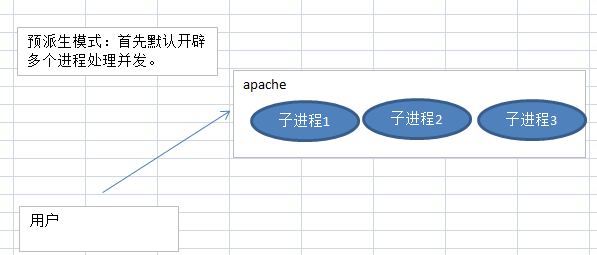 预派生模式：首先默认开辟
多个进程处理并发。
apache
子进程1
子进程2
子进程3
用户